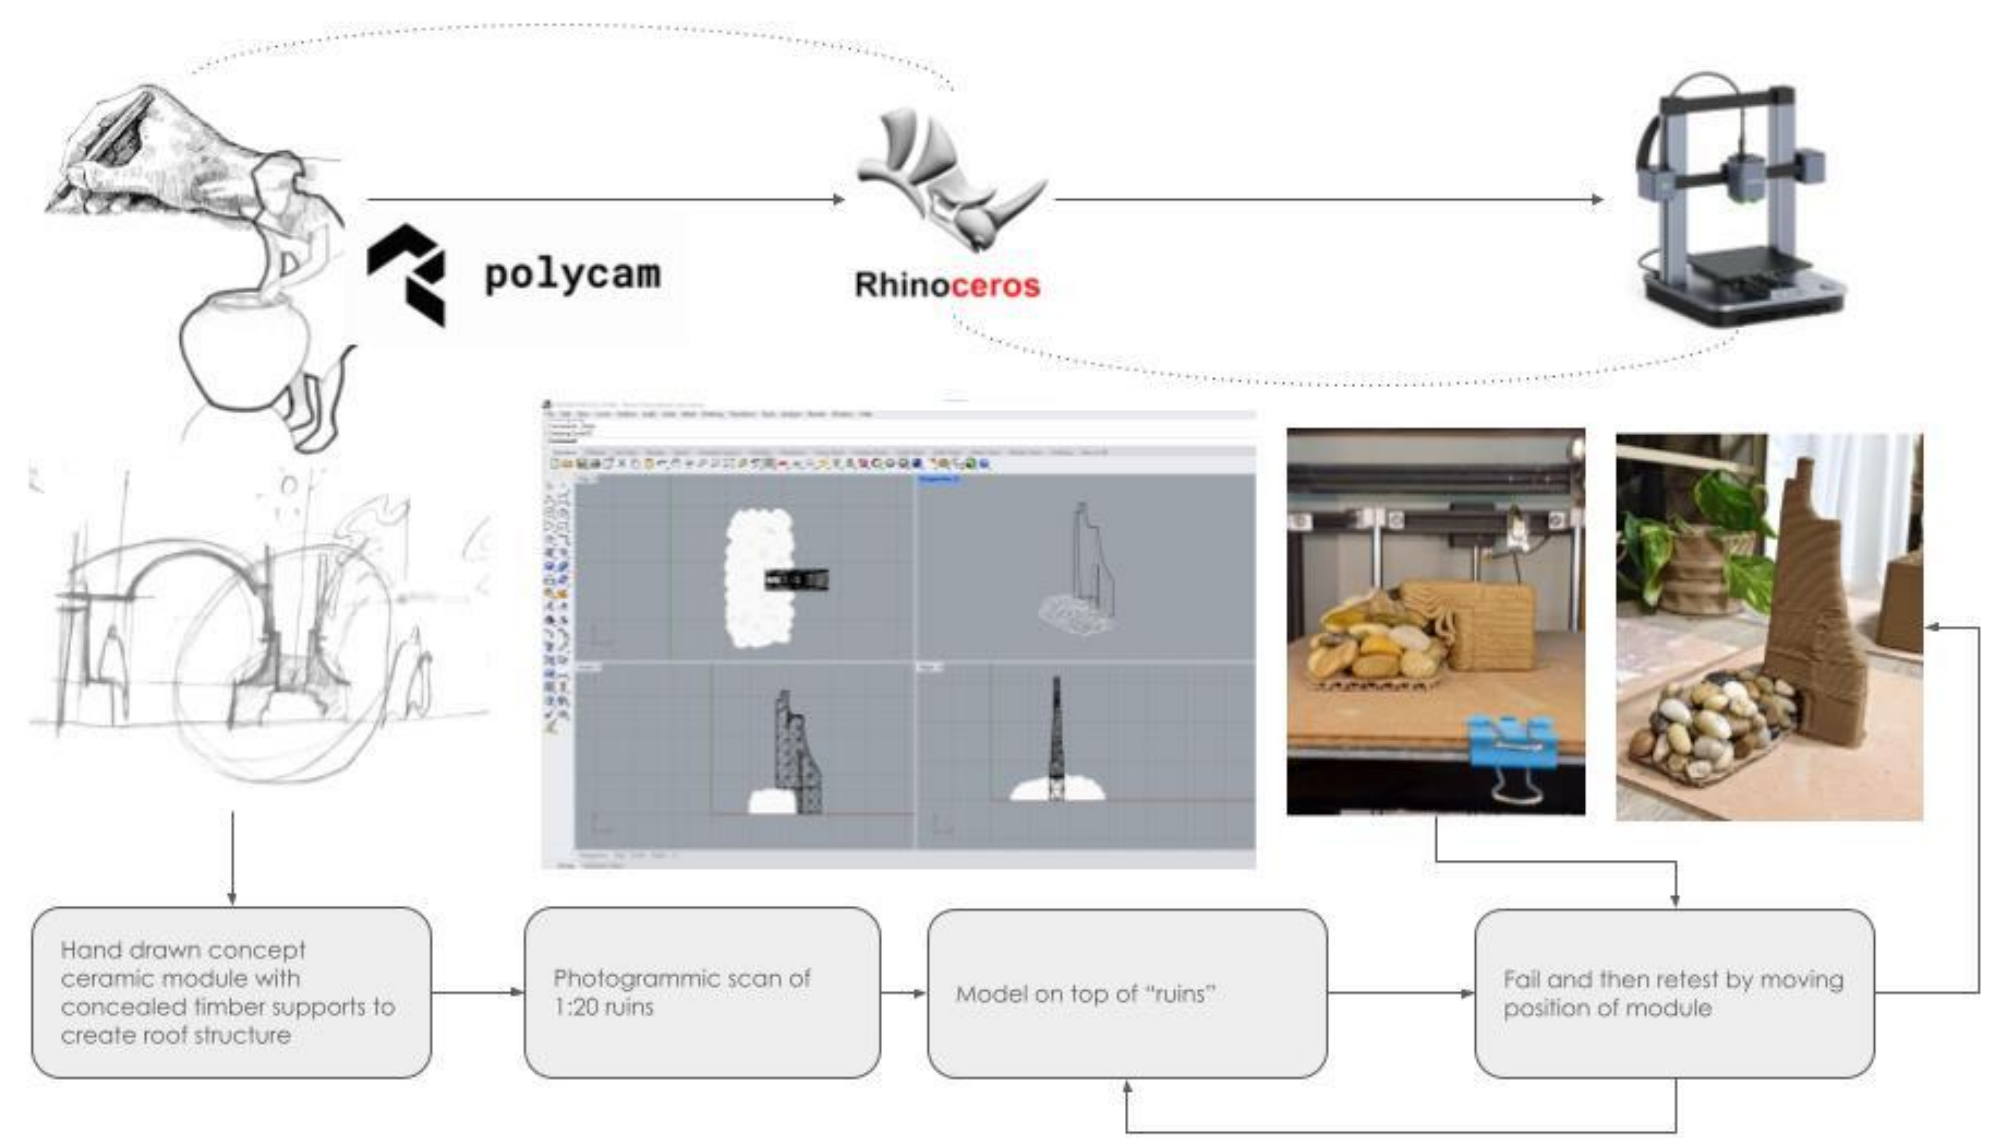 polycam
Rhinoceros
Hand drawn concept
ceramic module with
concealed timber supports to
create roof structure
Photogrammic scan of
1:20 ruins
Model on top of “ruins”
Fail and then retest by moving
position of module